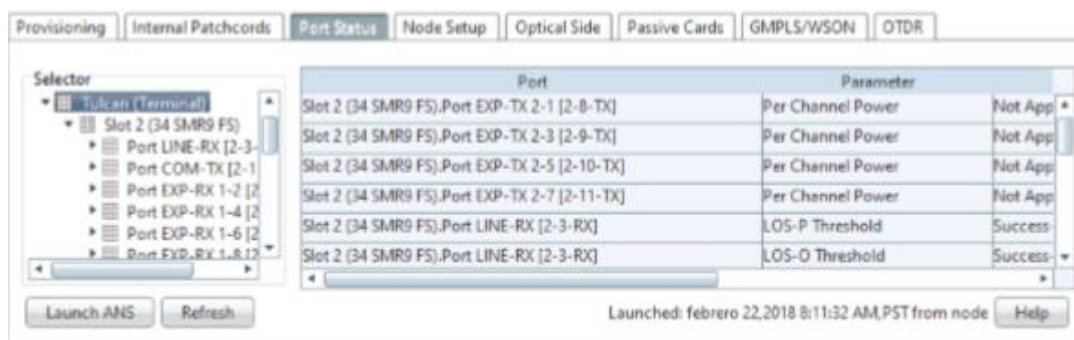 Provisioning Internal Patchcords Port Status Node Setup Optical Side Passive Cards GMPLS/WSON OTDR
Selector
Tulcan (Terminal)
Slot 2 (34 SMR9 FS)
Port LINE-RX [2-3-
Port COM-TX [2-1
Port EXP-RX 1-2 [2
Port EXP-RX 1-4 [2
Port EXP-RX 1-6 [2
Port EXP-RX 1-8 [2
Port Parameter
Slot 2 (34 SMR9 FS).Port EXP-TX 2-1 [2-8-TX] Per Channel Power Not App
Slot 2 (34 SMR9 FS).Port EXP-TX 2-3 [2-9-TX] Per Channel Power Not App
Slot 2 (34 SMR9 FS).Port EXP-TX 2-5 [2-10-TX] Per Channel Power Not App
Slot 2 (34 SMR9 FS).Port EXP-TX 2-7 [2-11-TX] Per Channel Power Not App
Slot 2 (34 SMR9 FS).Port LINE-RX [2-3-RX] LOS-P Threshold Success-
Slot 2 (34 SMR9 FS).Port LINE-RX [2-3-RX] LOS-O Threshold Success-
Launch ANS Refresh Launched: febrero 22,2018 8:11:32 AM,PST from node Help